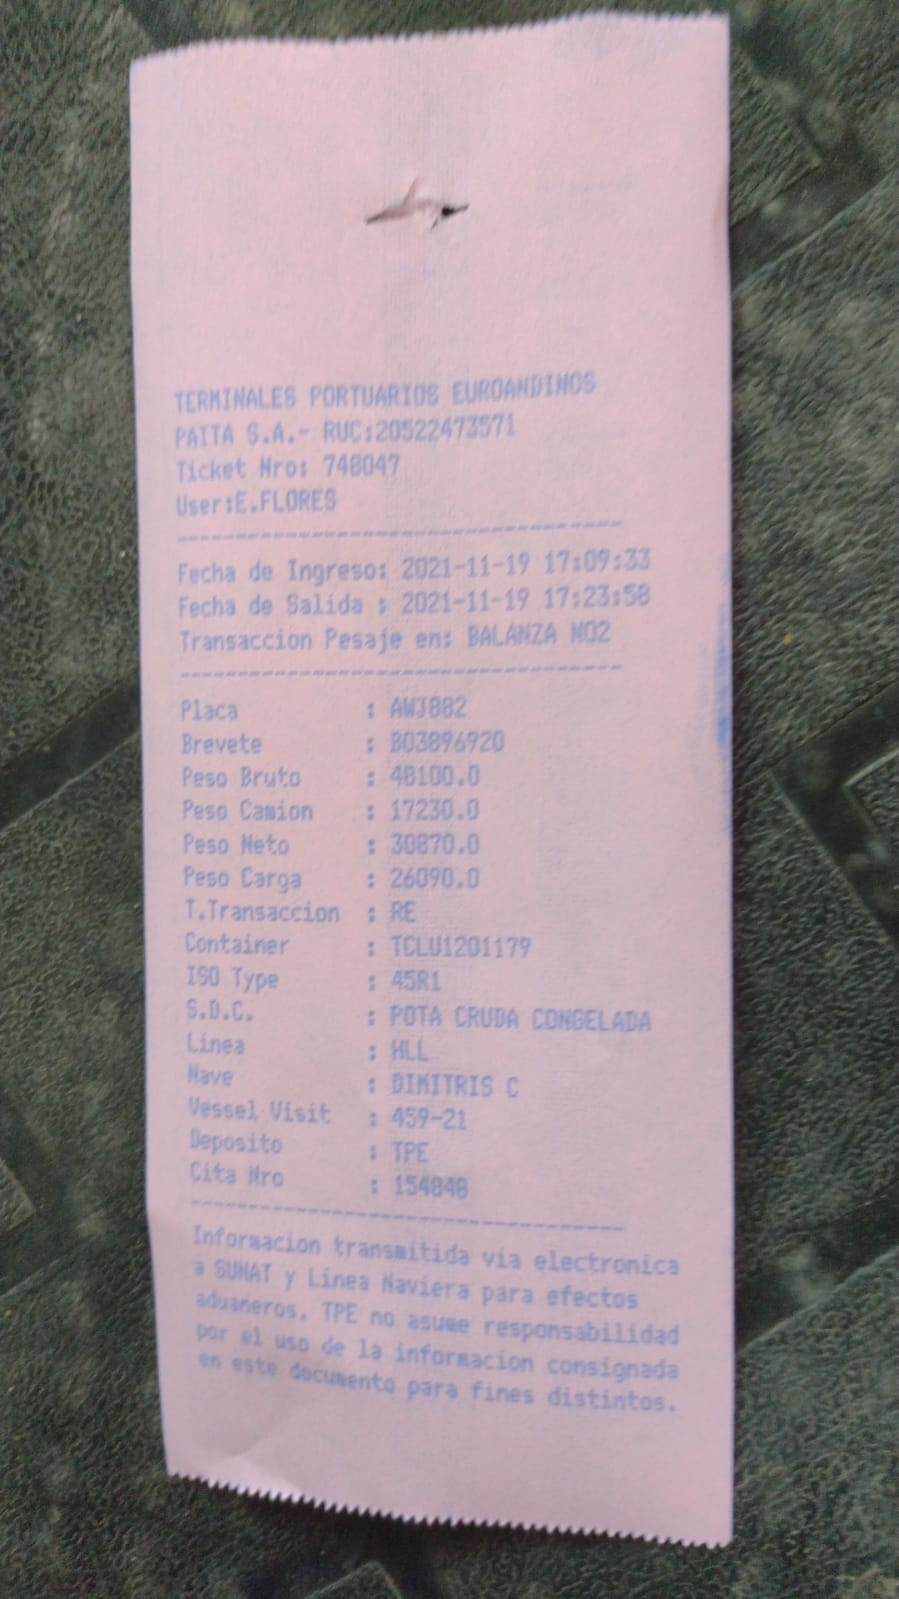 TERMINALES PORTUARIOS EUROANDINOS
PAITA S.A.- RUC:20522473571
Ticket Nro: 748047
User:E.FLORES
Fecha de Ingreso: 2021-11-19 17:09:33
Fecha de Salida : 2021-11-19 17:23:58
Transaccion Pesaje en: BALANZA NO2
Placa : AWJ882
Brevete : B03896920
Peso Bruto : 48100.0
Peso Camion : 17230.0
Peso Neto : 30870.0
Peso Carga : 26090.0
T.Transaccion : RE
Container : TCLU1201179
ISO Type : 45R1
S.D.C. : POTA CRUDA CONGELADA
Linea : HLL
Nave : DIMITRIS C
Vessel Visit : 459-21
Deposito : TPE
Cita Nro : 154848
Informacion transmitida via electronica
a SUNAT y Linea Naviera para efectos
aduaneros. TPE no asume responsabilidad
por el uso de la informacion consignada
en este documento para fines distintos.